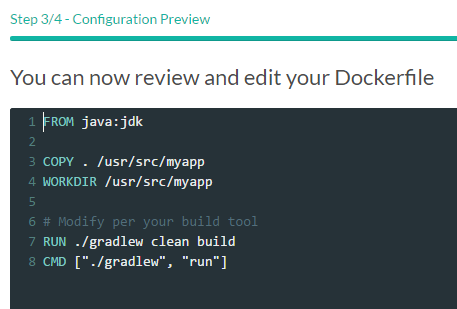 Step 3/4 - Configuration Preview
You can now review and edit your Dockerfile
1 FROM java:jdk
2
3 COPY . /usr/src/myapp
4 WORKDIR /usr/src/myapp
5
6 # Modify per your build tool
7 RUN ./gradlew clean build
8 CMD ["./gradlew", "run"]